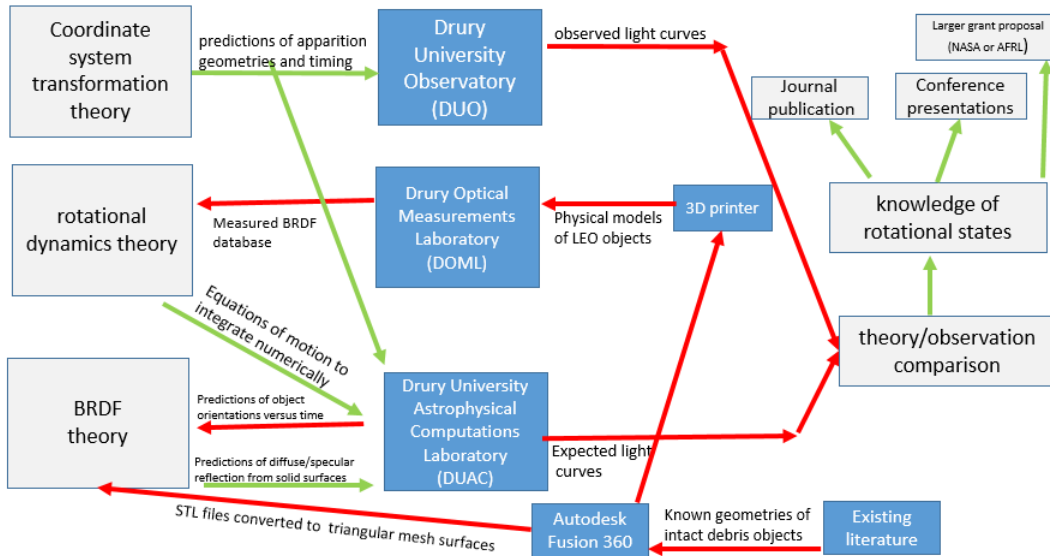 Coordinate
system
transformation
theory
predictions of apparition
geometries and timing
Drury
University
Observatory
(DUO)
observed light curves
Larger grant proposal
(NASA or AFRL)
Journal
publication
Conference
presentations
rotational
dynamics theory
Measured BRDF
database
Drury Optical
Measurements
Laboratory
(DOML)
Physical models
of LEO objects
3D printer
knowledge of
rotational states
Equations of motion to
integrate numerically
theory/observation
comparison
BRDF
theory
Predictions of object
orientations versus time
Predictions of diffuse/specular
reflection from solid surfaces
Drury University
Astrophysical
Computations
Laboratory
(DUAC)
Expected light
curves
STL files converted to triangular mesh surfaces
Autodesk
Fusion 360
Known geometries of
intact debris objects
Existing
literature